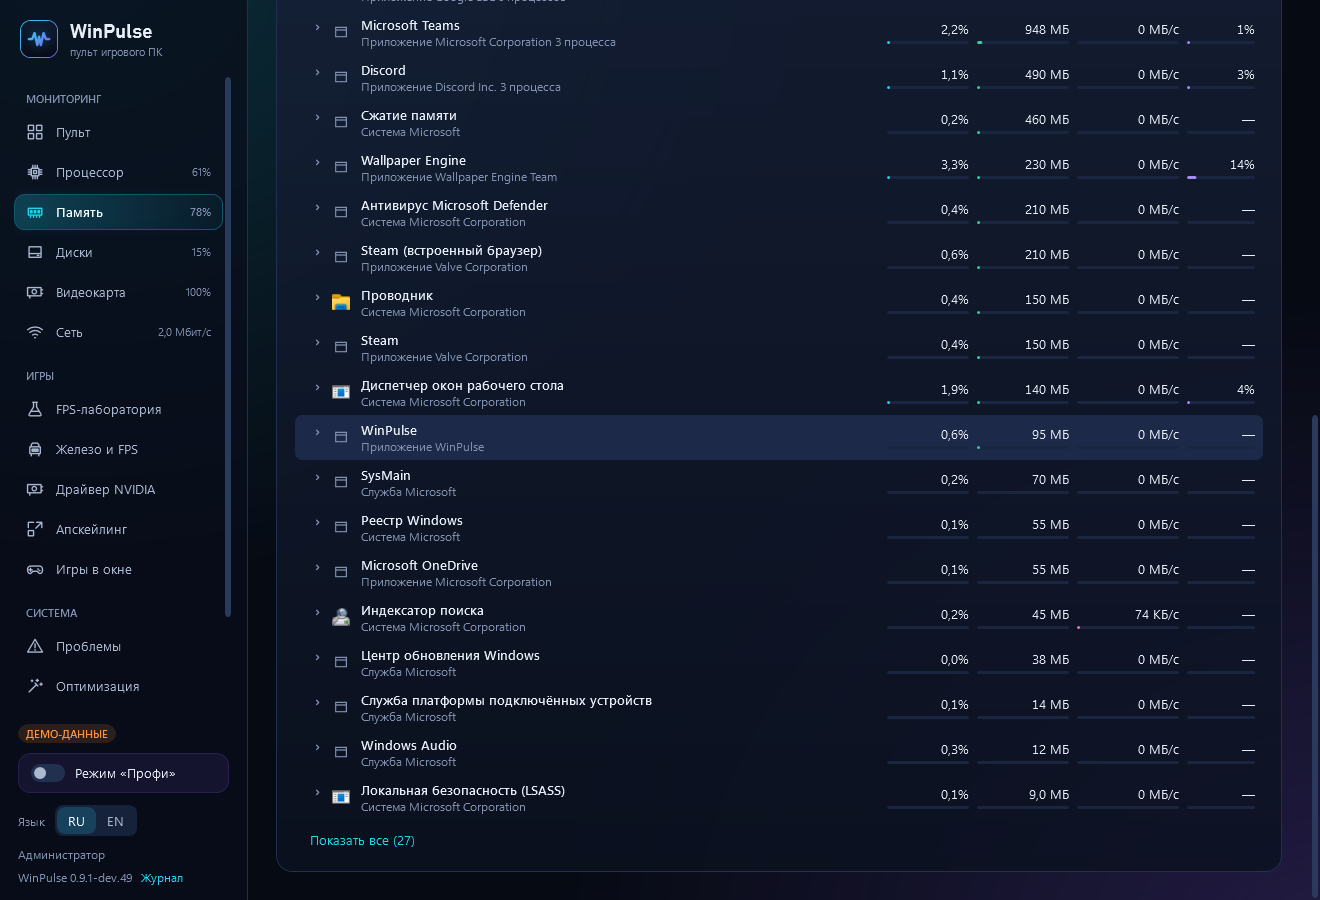 WinPulse
пульт игрового ПК
МОНИТОРИНГ
Пульт
Процессор 61%
Память 78%
Диски 15%
Видеокарта 100%
Сеть 2,0 Мбит/с
ИГРЫ
FPS-лаборатория
Железо и FPS
Драйвер NVIDIA
Апскейлинг
Игры в окне
СИСТЕМА
Проблемы
Оптимизация
ДЕМО-ДАННЫЕ
Режим «Профи»
Язык RU EN
Администратор
WinPulse 0.9.1-dev.49 Журнал
Microsoft Teams 2,2% 948 МБ 0 МБ/с 1%
Приложение Microsoft Corporation 3 процесса
Discord 1,1% 490 МБ 0 МБ/с 3%
Приложение Discord Inc. 3 процесса
Сжатие памяти 0,2% 460 МБ 0 МБ/с —
Система Microsoft
Wallpaper Engine 3,3% 230 МБ 0 МБ/с 14%
Приложение Wallpaper Engine Team
Антивирус Microsoft Defender 0,4% 210 МБ 0 МБ/с —
Система Microsoft Corporation
Steam (встроенный браузер) 0,6% 210 МБ 0 МБ/с —
Приложение Valve Corporation
Проводник 0,4% 150 МБ 0 МБ/с —
Система Microsoft Corporation
Steam 0,4% 150 МБ 0 МБ/с —
Приложение Valve Corporation
Диспетчер окон рабочего стола 1,9% 140 МБ 0 МБ/с 4%
Система Microsoft Corporation
WinPulse 0,6% 95 МБ 0 МБ/с —
Приложение WinPulse
SysMain 0,2% 70 МБ 0 МБ/с —
Служба Microsoft
Реестр Windows 0,1% 55 МБ 0 МБ/с —
Система Microsoft
Microsoft OneDrive 0,1% 55 МБ 0 МБ/с —
Приложение Microsoft Corporation
Индексатор поиска 0,2% 45 МБ 74 КБ/с —
Система Microsoft Corporation
Центр обновления Windows 0,0% 38 МБ 0 МБ/с —
Служба Microsoft
Служба платформы подключённых устройств 0,1% 14 МБ 0 МБ/с —
Служба Microsoft
Windows Audio 0,3% 12 МБ 0 МБ/с —
Служба Microsoft
Локальная безопасность (LSASS) 0,1% 9,0 МБ 0 МБ/с —
Система Microsoft Corporation
Показать все (27)